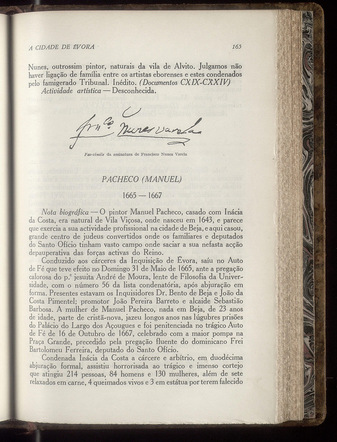 A CIDADE DE EVORA 163
Nunes, outrossim pintor, naturais da vila de Alvito. Julgamos não
haver ligação de família entre os artistas eborenses e estes condenados
pelo famigerado Tribunal. Inédito. (Documentos CXIX-CXXIV)
Actividade artística — Desconhecida.
Fac-simile da assinatura de Francisco Nunes Varela
PACHECO (MANUEL)
1665 — 1667
Nota biográfica — O pintor Manuel Pacheco, casado com Inácia
da Costa, era natural de Vila Viçosa, onde nasceu em 1643, e parece
que exercia a sua actividade profissional na cidade de Beja, e aqui casou,
grande centro de judeus convertidos onde os familiares e deputados
do Santo Ofício tinham vasto campo onde saciar a sua nefasta acção
depauperativa das forças activas do Reino.
Conduzido aos cárceres da Inquisição de Evora, saíu no Auto
de Fé que teve efeito no Domingo 31 de Maio de 1665, ante a pregação
calorosa do p.e jesuita André de Moura, lente de Filosofia da Univer-
sidade, com o número 56 da lista condenatória, após abjuração em
forma. Presentes estavam os Inquisidores Dr. Bento de Beja e João da
Costa Pimentel; promotor João Pereira Barreto e alcaide Sebastião
Barbosa. A mulher de Manuel Pacheco, nada em Beja, de 23 anos
de idade, parte de cristã-nova, jazeu longos anos nas lúgubres prisões
do Palácio do Largo dos Açougues e foi penitenciada no trágico Auto
de Fé de 16 de Outubro de 1667, celebrado com a maior pompa na
Praça Grande, precedido pela pregação fluente do dominicano Frei
Bartolomeu Ferreira, deputado do Santo Ofício.
Condenada Inácia da Costa a cárcere e arbítrio, em duodécima
abjuração formal, assistiu horrorisada ao trágico e imenso cortejo
que atingiu 214 pessoas, 84 homens e 130 mulheres, além de sete
relaxados em carne, 4 queimados vivos e 3 em estátua por terem falecido